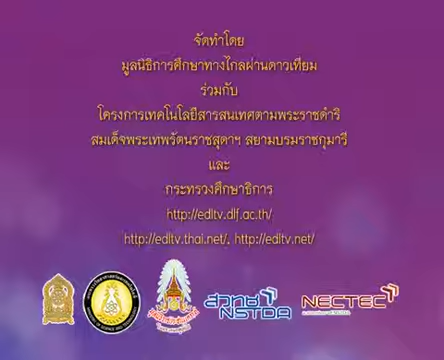 จัดทำโดย
มูลนิธิการศึกษาทางไกลผ่านดาวเทียม
ร่วมกับ
โครงการเทคโนโลยีสารสนเทศตามพระราชดำริ
สมเด็จพระเทพรัตนราชสุดาฯ สยามบรมราชกุมารี
และ
กระทรวงศึกษาธิการ
http://edltv.dlf.ac.th/
http://edltv.thai.net/, http://edltv.net/
สวทช NSTDA
NECTEC